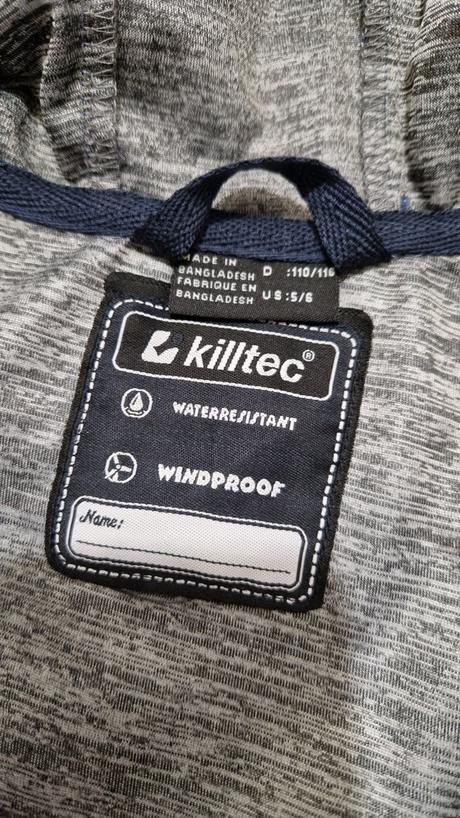 MADE IN
BANGLADESH
FABRIQUE EN
BANGLADESH
D :110/116
US :5/6
killtec®
WATERRESISTANT
WINDPROOF
Name: